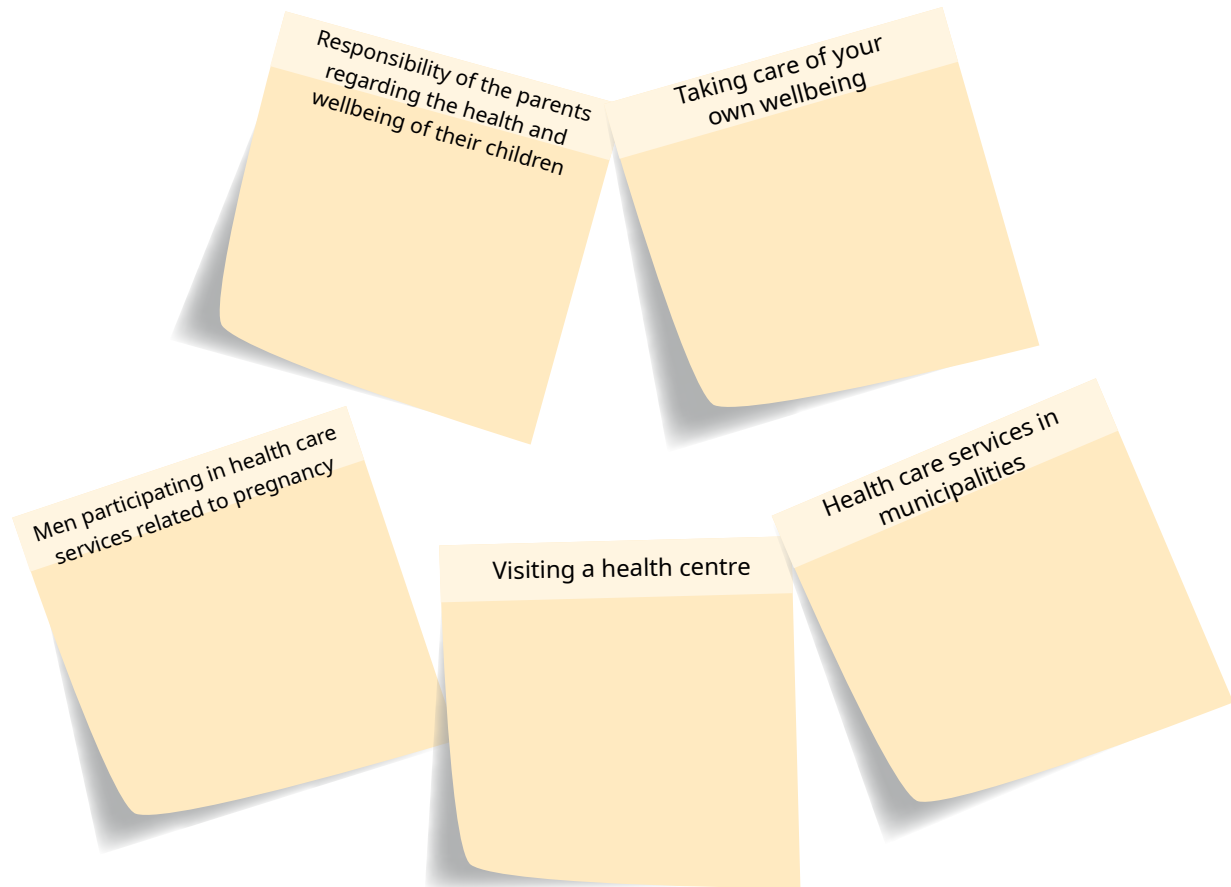 Responsibility of the parents
regarding the health and
wellbeing of their children
Taking care of your
own wellbeing
Men participating in health care
services related to pregnancy
Visiting a health centre
Health care services in
municipalities